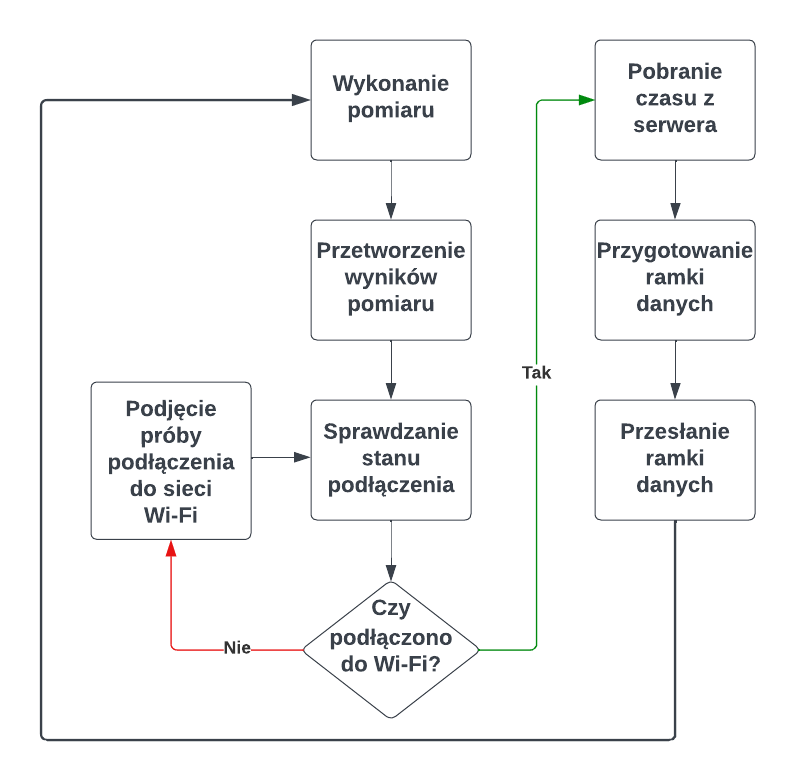 Wykonanie
pomiaru
Przetworzenie
wyników
pomiaru
Podjęcie
próby
podłączenia
do sieci
Wi-Fi
Sprawdzanie
stanu
podłączenia
Czy
podłączono
do Wi-Fi?
Nie
Tak
Pobranie
czasu z
serwera
Przygotowanie
ramki
danych
Przesłanie
ramki
danych